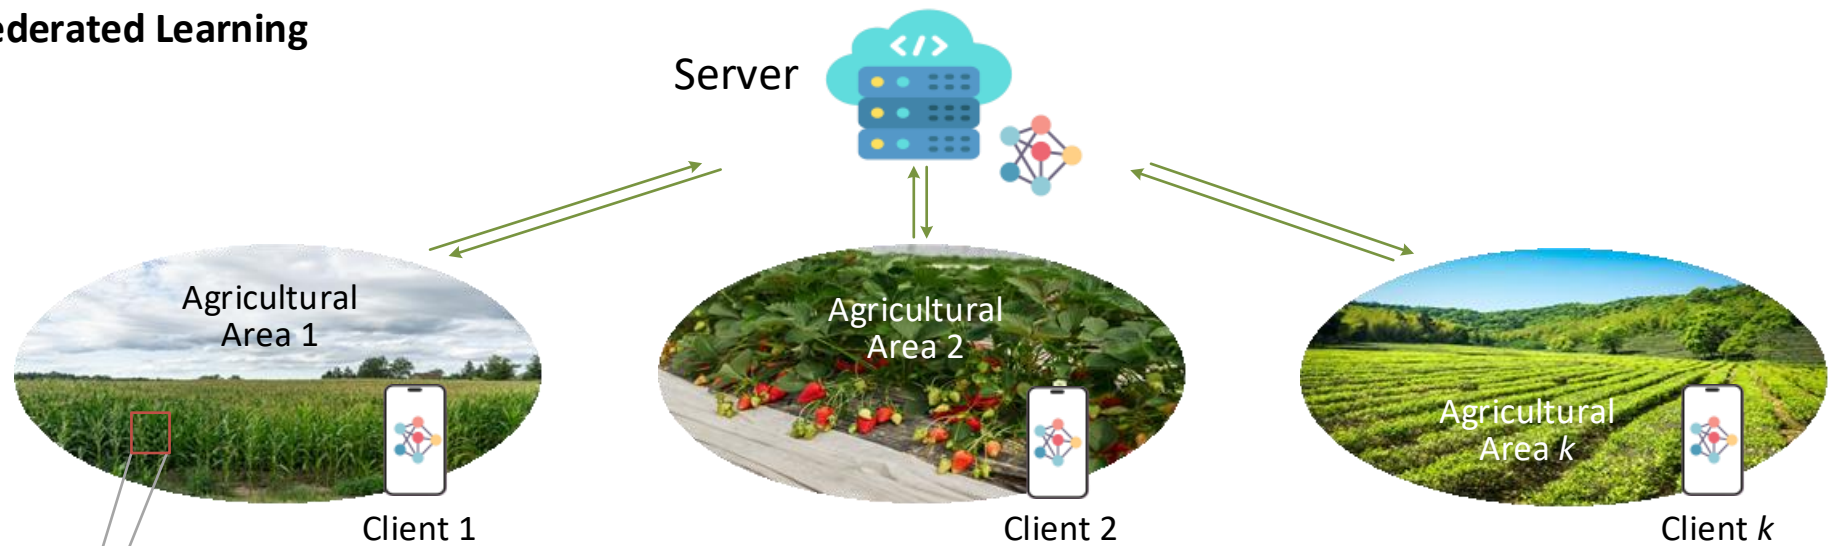 ederated Learning
Server
</>
Agricultural
Area 1
Agricultural
Area 2
Agricultural
Area k
Client 1
Client 2
Client k